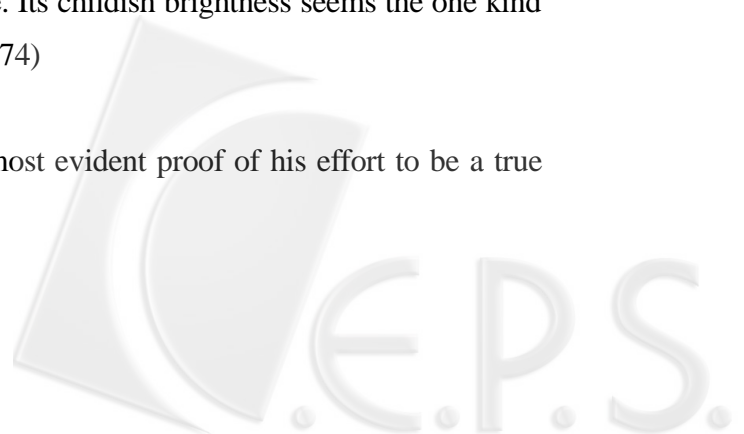 . Its childish brightness seems the one kind
74)
most evident proof of his effort to be a true
C.E.P.S.